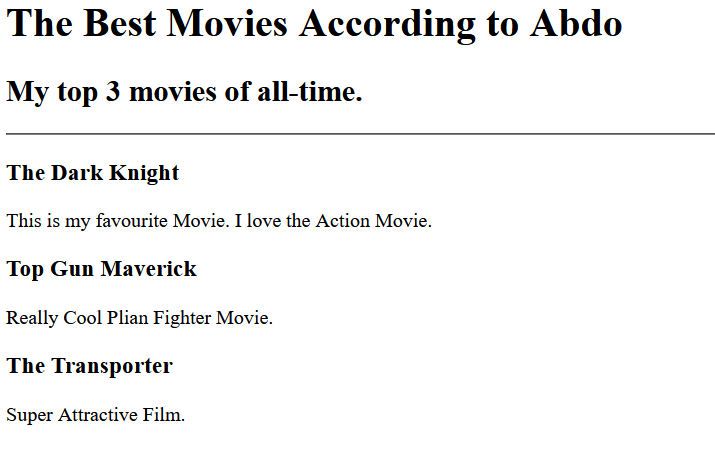 The Best Movies According to Abdo
My top 3 movies of all-time.
The Dark Knight
This is my favourite Movie. I love the Action Movie.
Top Gun Maverick
Really Cool Plian Fighter Movie.
The Transporter
Super Attractive Film.